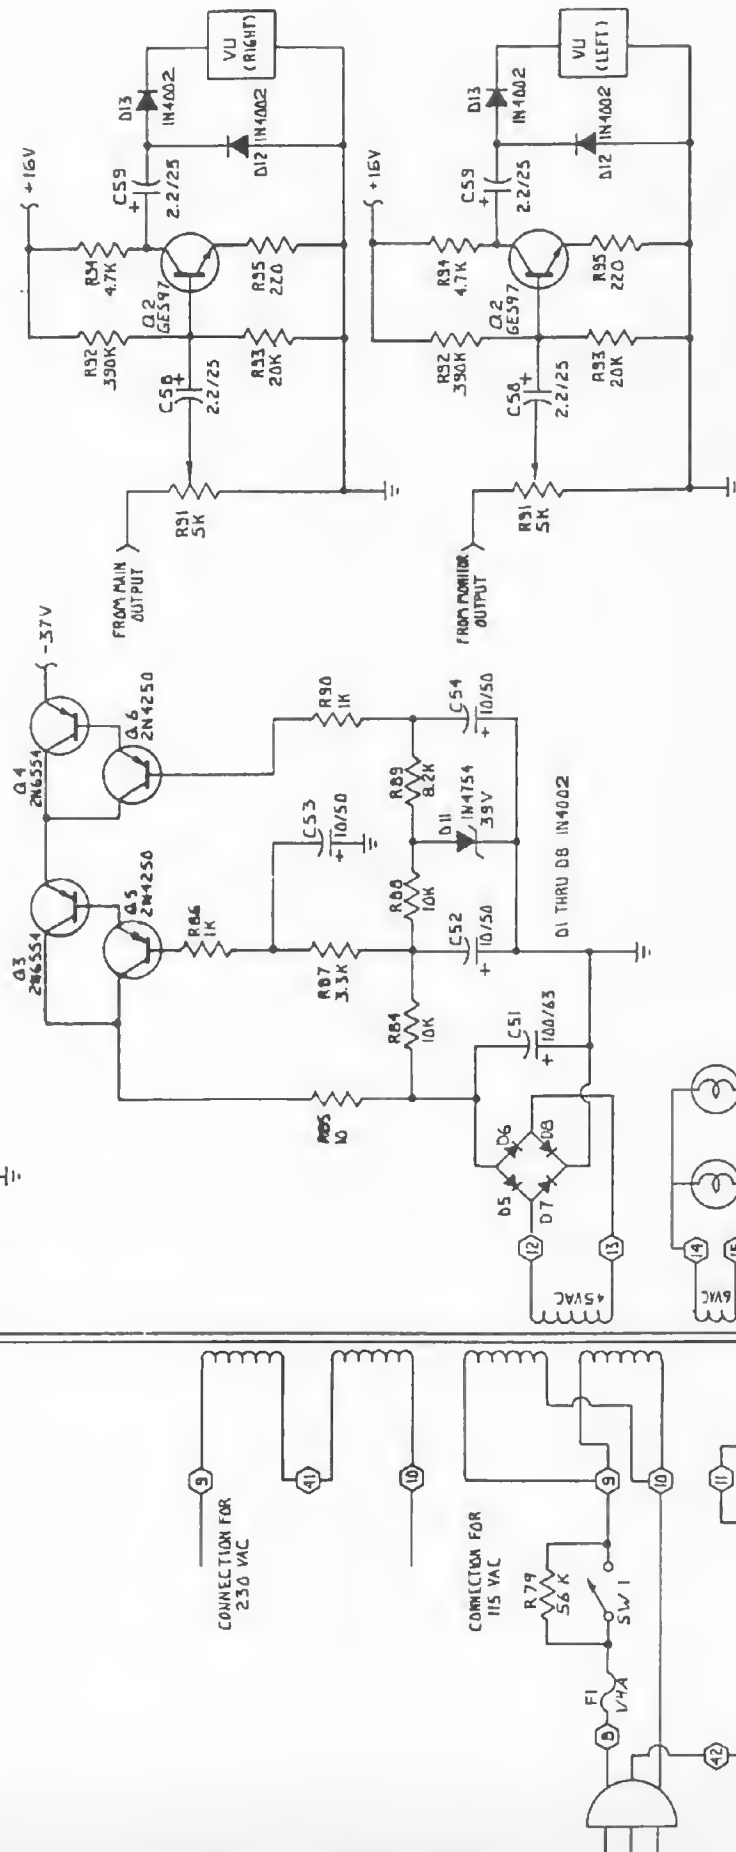 VU
(RIGHT)
D13
IN4002
D12
IN4002
+16V
C59
+
2.2/25
R94
4.7K
Q2
GES97
R95
220
R92
390K
R93
20K
C58
+
2.2/25
R91
5K
FROM MAIN
OUTPUT
VU
(LEFT)
D13
IN4002
D12
IN4002
+16V
C59
+
2.2/25
R94
4.7K
Q2
GES97
R95
220
R92
390K
R93
20K
C58
+
2.2/25
R91
5K
FROM MONITOR
OUTPUT
-37V
Q4
2N6554
Q6
2N4250
R90
1K
C54
+
10/50
R89
8.2K
D11
IN4754
39V
C53
+
10/50
Q3
2N6554
Q5
2N4250
R86
1K
R88
10K
R87
3.3K
C52
+
10/50
D1 THRU D8 IN4002
R84
10K
C51
+
100/63
R85
10
D6
D8
D5
D7
12
13
45VAC
14
15
6VAC
9
41
10
CONNECTION FOR
230 VAC
9
10
11
CONNECTION FOR
115 VAC
R79
56K
SW1
F1
1/4A
8
42